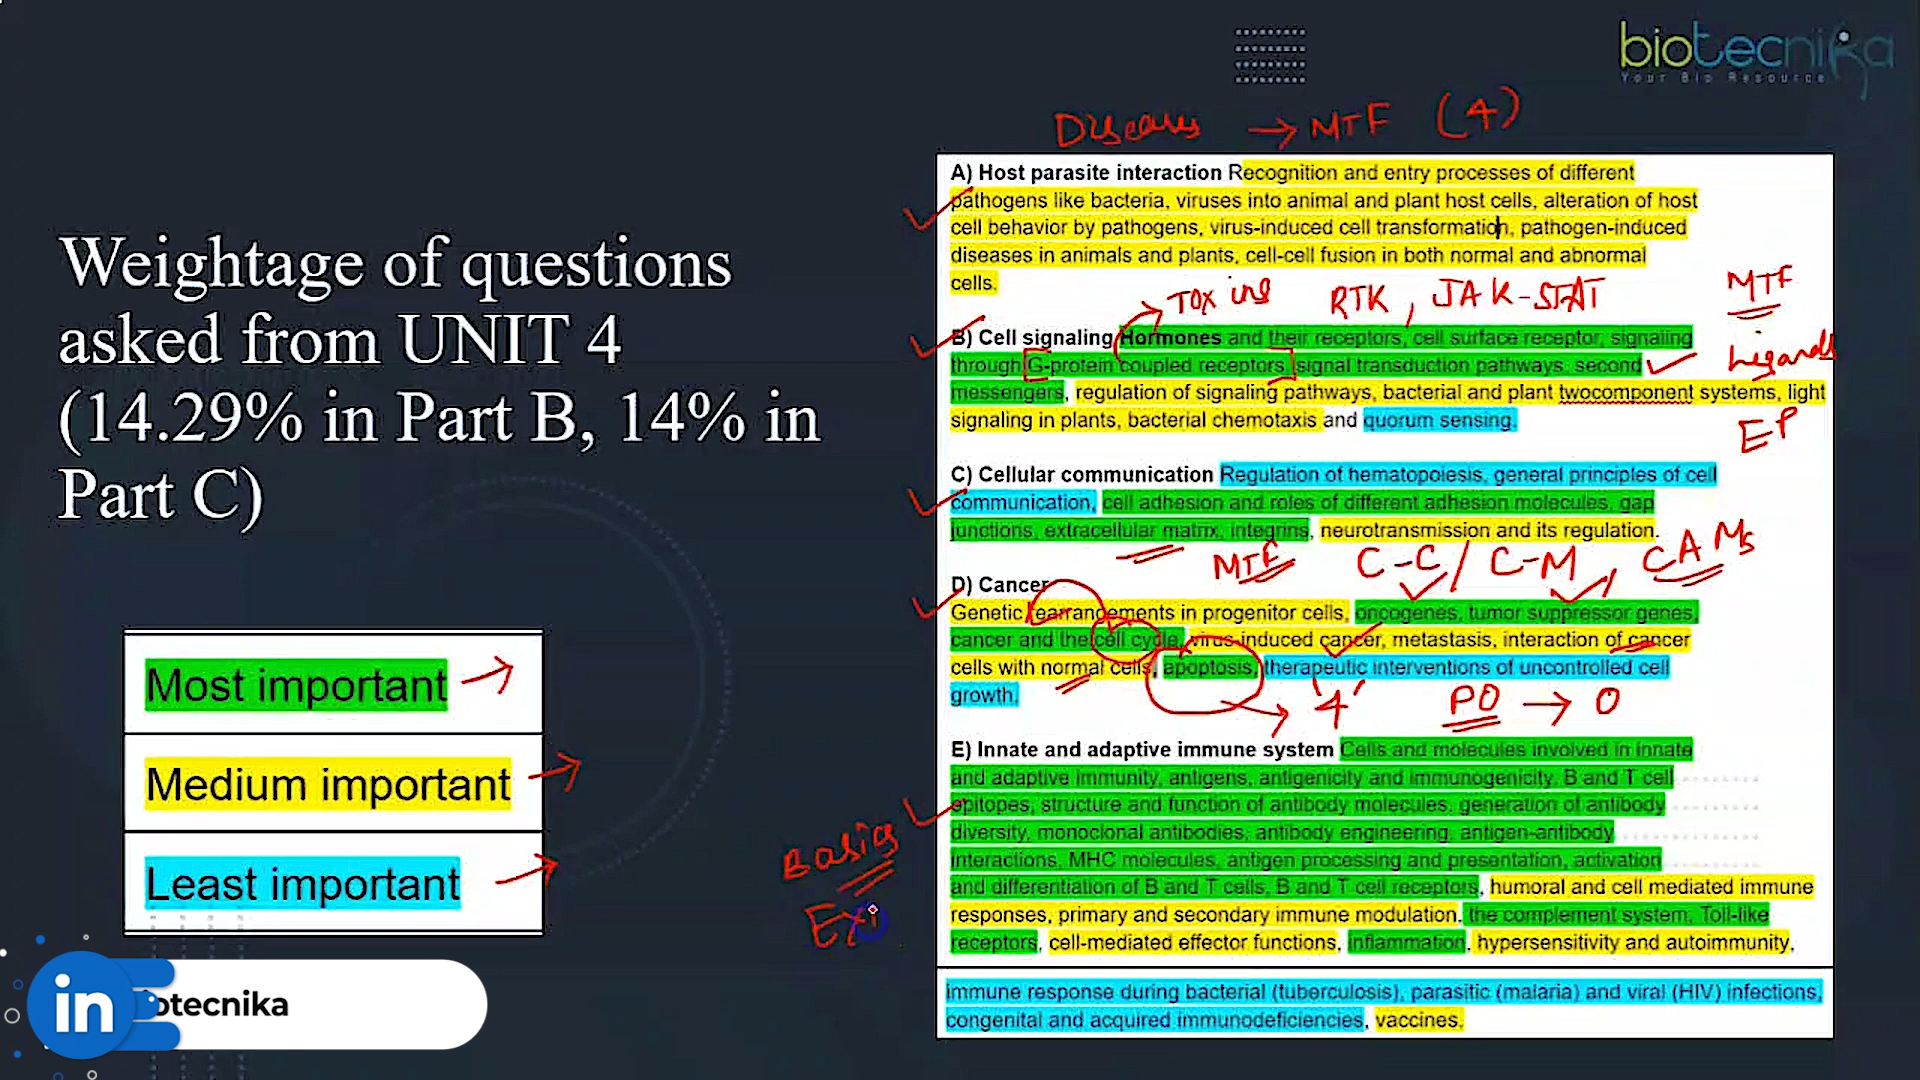 biotecnika
Your Bio Resource
Diseases → MTF (4)
Weightage of questions
asked from UNIT 4
(14.29% in Part B, 14% in
Part C)
Most important
Medium important
Least important
A) Host parasite interaction Recognition and entry processes of different
pathogens like bacteria, viruses into animal and plant host cells, alteration of host
cell behavior by pathogens, virus-induced cell transformation, pathogen-induced
diseases in animals and plants, cell-cell fusion in both normal and abnormal
cells.
Toxins RTK, JAK-STAT
MTF
Ligands
EP
B) Cell signaling Hormones and their receptors, cell surface receptor, signaling
through G-protein coupled receptors, signal transduction pathways, second
messengers, regulation of signaling pathways, bacterial and plant twocomponent systems, light
signaling in plants, bacterial chemotaxis and quorum sensing.
C) Cellular communication Regulation of hematopoiesis, general principles of cell
communication, cell adhesion and roles of different adhesion molecules, gap
junctions, extracellular matrix, integrins, neurotransmission and its regulation.
MTF C-C/C-M CAMs
D) Cancer
Genetic rearrangements in progenitor cells, oncogenes, tumor suppressor genes,
cancer and the cell cycle, virus-induced cancer, metastasis, interaction of cancer
cells with normal cells, apoptosis, therapeutic interventions of uncontrolled cell
growth.
'4' PO → O
E) Innate and adaptive immune system Cells and molecules involved in innate
and adaptive immunity, antigens, antigenicity and immunogenicity. B and T cell
epitopes, structure and function of antibody molecules, generation of antibody
diversity, monoclonal antibodies, antibody engineering, antigen-antibody
interactions, MHC molecules, antigen processing and presentation, activation
and differentiation of B and T cells, B and T cell receptors, humoral and cell mediated immune
responses, primary and secondary immune modulation, the complement system, Toll-like
receptors, cell-mediated effector functions, inflammation, hypersensitivity and autoimmunity,
immune response during bacterial (tuberculosis), parasitic (malaria) and viral (HIV) infections,
congenital and acquired immunodeficiencies, vaccines.
Basics
in
otecnika